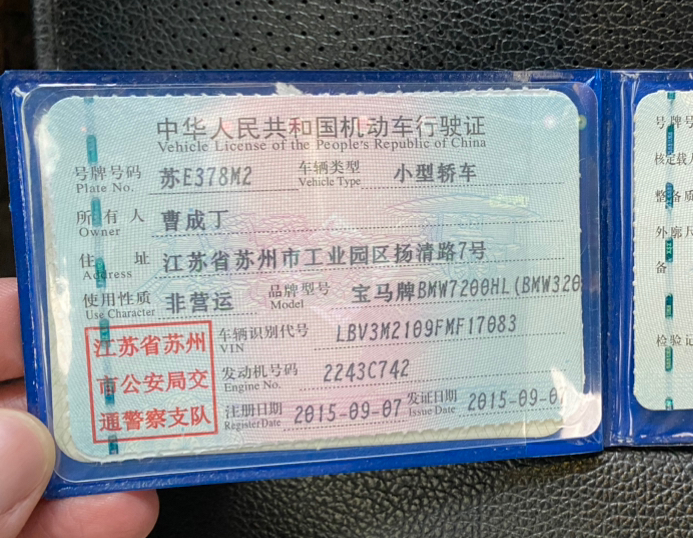 中华人民共和国机动车行驶证
Vehicle License of the People's Republic of China
号牌号码 苏E378M2 车辆类型 小型轿车
Plate No. Vehicle Type
所有人 曹成丁
Owner
住址 江苏省苏州市工业园区扬清路7号
Address
使用性质 非营运 品牌型号 宝马牌BMW7200HL(BMW320
Use Character Model
江苏省苏州
市公安局交
通警察支队
车辆识别代号 LBV3M2109FMF17083
VIN
发动机号码 2243C742
Engine No.
注册日期 2015-09-07 发证日期 2015-09-07
Register Date Issue Date
号牌号
核定载
整备质
外廓尺
备
检验记